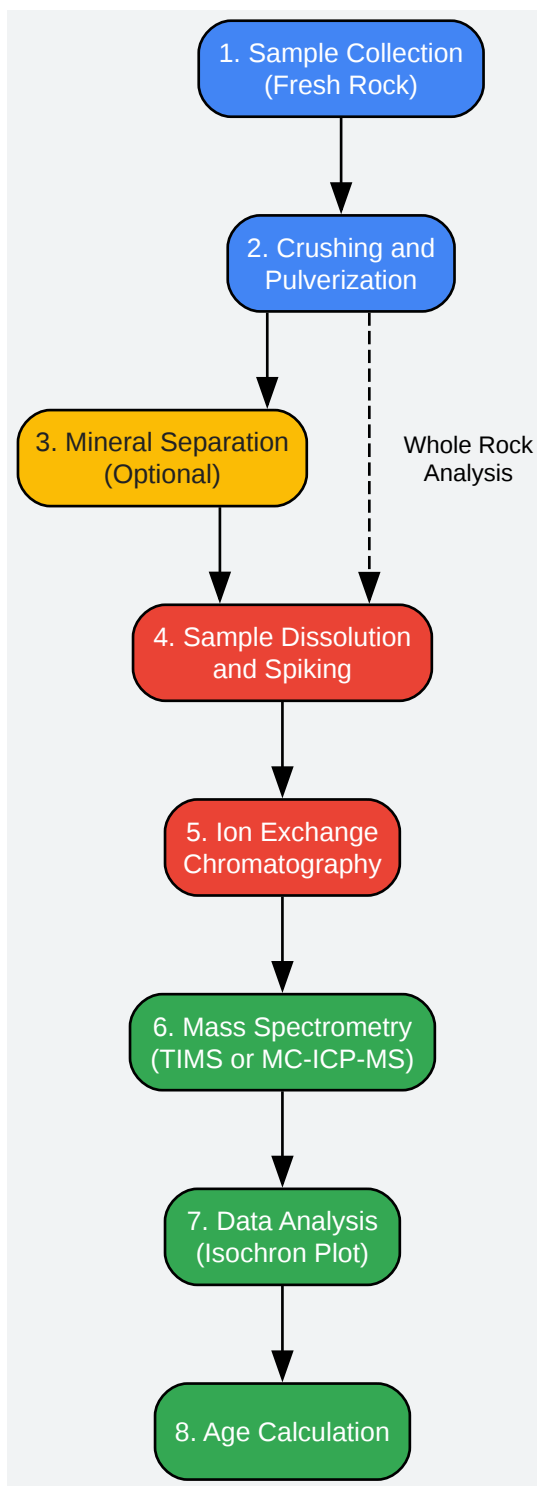 1. Sample Collection
(Fresh Rock)
2. Crushing and
Pulverization
3. Mineral Separation
(Optional)
Whole Rock
Analysis
4. Sample Dissolution
and Spiking
5. Ion Exchange
Chromatography
6. Mass Spectrometry
(TIMS or MC-ICP-MS)
7. Data Analysis
(Isochron Plot)
8. Age Calculation